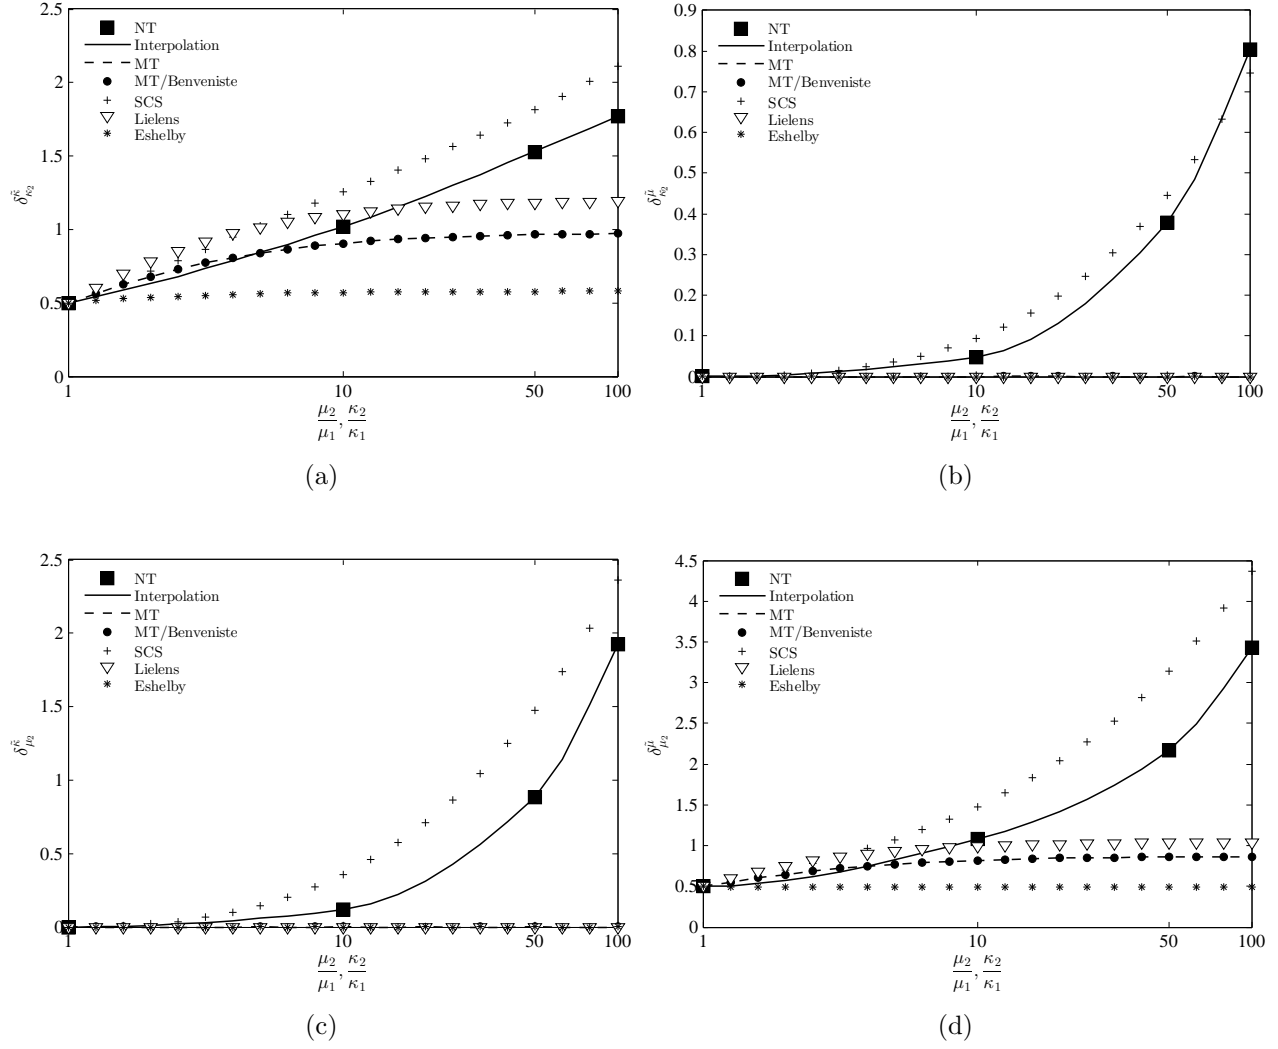 2.5
2
1.5
1
0.5
0
1
10
50
100
NT
Interpolation
MT
MT/Benveniste
SCS
Lielens
Eshelby
δ^κ̃_κ₂
μ₂/μ₁, κ₂/κ₁
(a)
0.9
0.8
0.7
0.6
0.5
0.4
0.3
0.2
0.1
0
1
10
50
100
NT
Interpolation
MT
MT/Benveniste
SCS
Lielens
Eshelby
δ^μ̃_κ₂
μ₂/μ₁, κ₂/κ₁
(b)
2.5
2
1.5
1
0.5
0
1
10
50
100
NT
Interpolation
MT
MT/Benveniste
SCS
Lielens
Eshelby
δ^κ̃_μ₂
μ₂/μ₁, κ₂/κ₁
(c)
4.5
4
3.5
3
2.5
2
1.5
1
0.5
0
1
10
50
100
NT
Interpolation
MT
MT/Benveniste
SCS
Lielens
Eshelby
δ^μ̃_μ₂
μ₂/μ₁, κ₂/κ₁
(d)